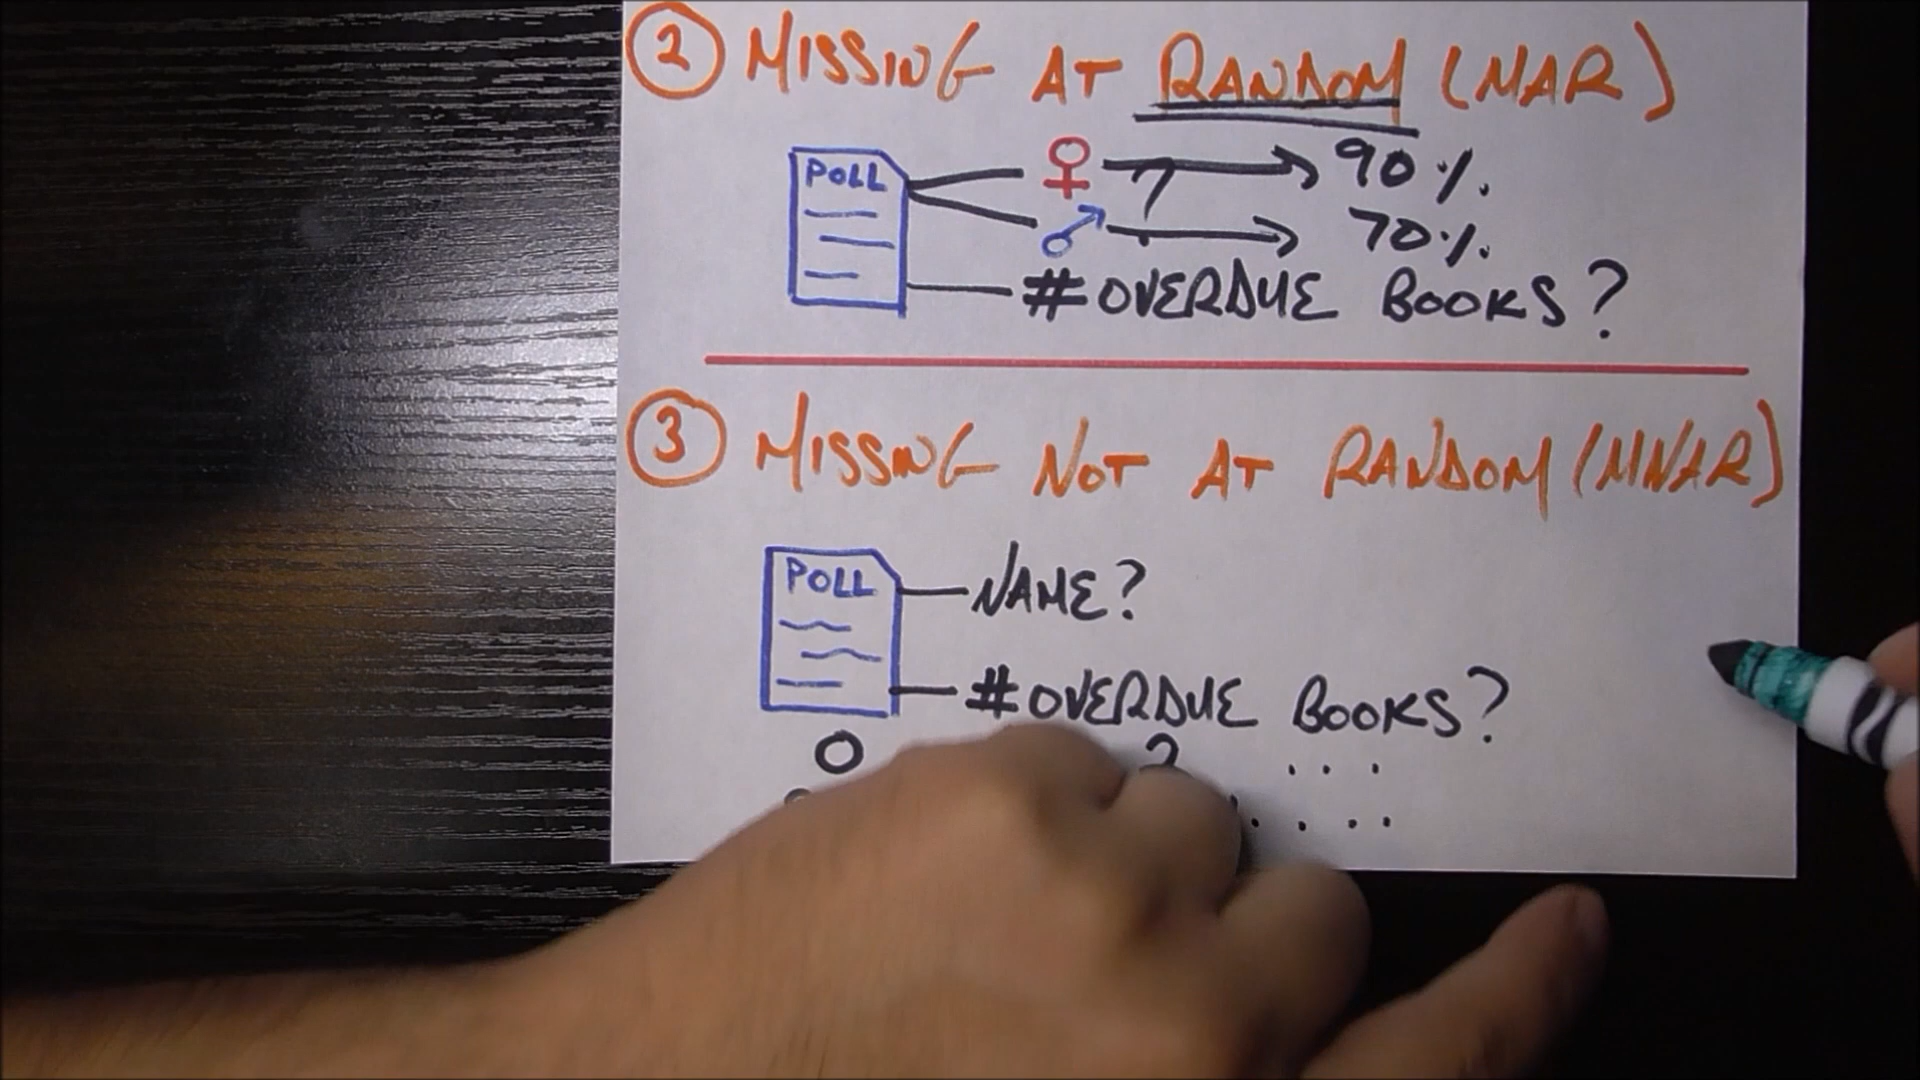 ② MISSING AT RANDOM (MAR)
POLL
♀ → 90%
♂ → 70%
# OVERDUE BOOKS?
③ MISSING NOT AT RANDOM (MNAR)
POLL
NAME?
# OVERDUE BOOKS?
0 2 ...